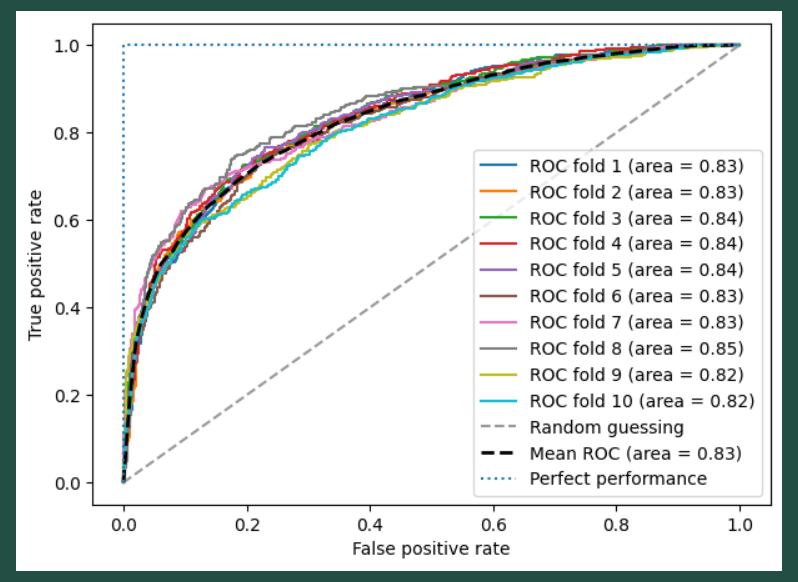 1.0
0.8
0.6
0.4
0.2
0.0
True positive rate
ROC fold 1 (area = 0.83)
ROC fold 2 (area = 0.83)
ROC fold 3 (area = 0.84)
ROC fold 4 (area = 0.84)
ROC fold 5 (area = 0.84)
ROC fold 6 (area = 0.83)
ROC fold 7 (area = 0.83)
ROC fold 8 (area = 0.85)
ROC fold 9 (area = 0.82)
ROC fold 10 (area = 0.82)
Random guessing
Mean ROC (area = 0.83)
Perfect performance
0.0 0.2 0.4 0.6 0.8 1.0
False positive rate